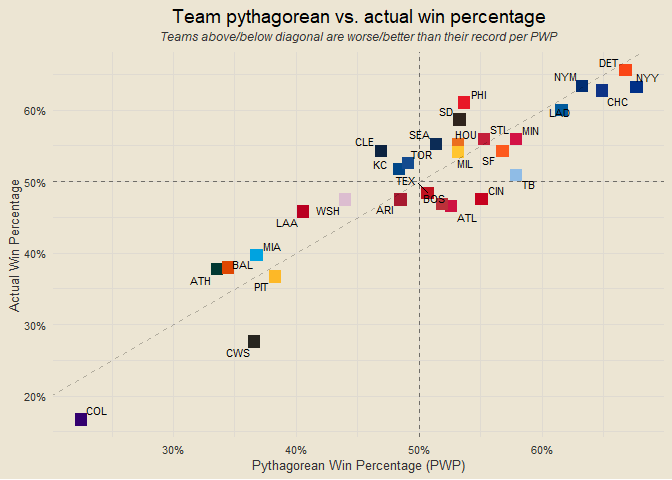 Team pythagorean vs. actual win percentage
Teams above/below diagonal are worse/better than their record per PWP
DET
NYM
NYY
CHC
LAD
PHI
SD
STL
MIN
SEA
HOU
CLE
TOR
MIL
SF
KC
TEX
TB
BOS
CIN
WSH
ARI
ATL
LAA
MIA
BAL
ATH
PIT
CWS
COL
60%
50%
40%
30%
20%
Actual Win Percentage
30%
40%
50%
60%
Pythagorean Win Percentage (PWP)